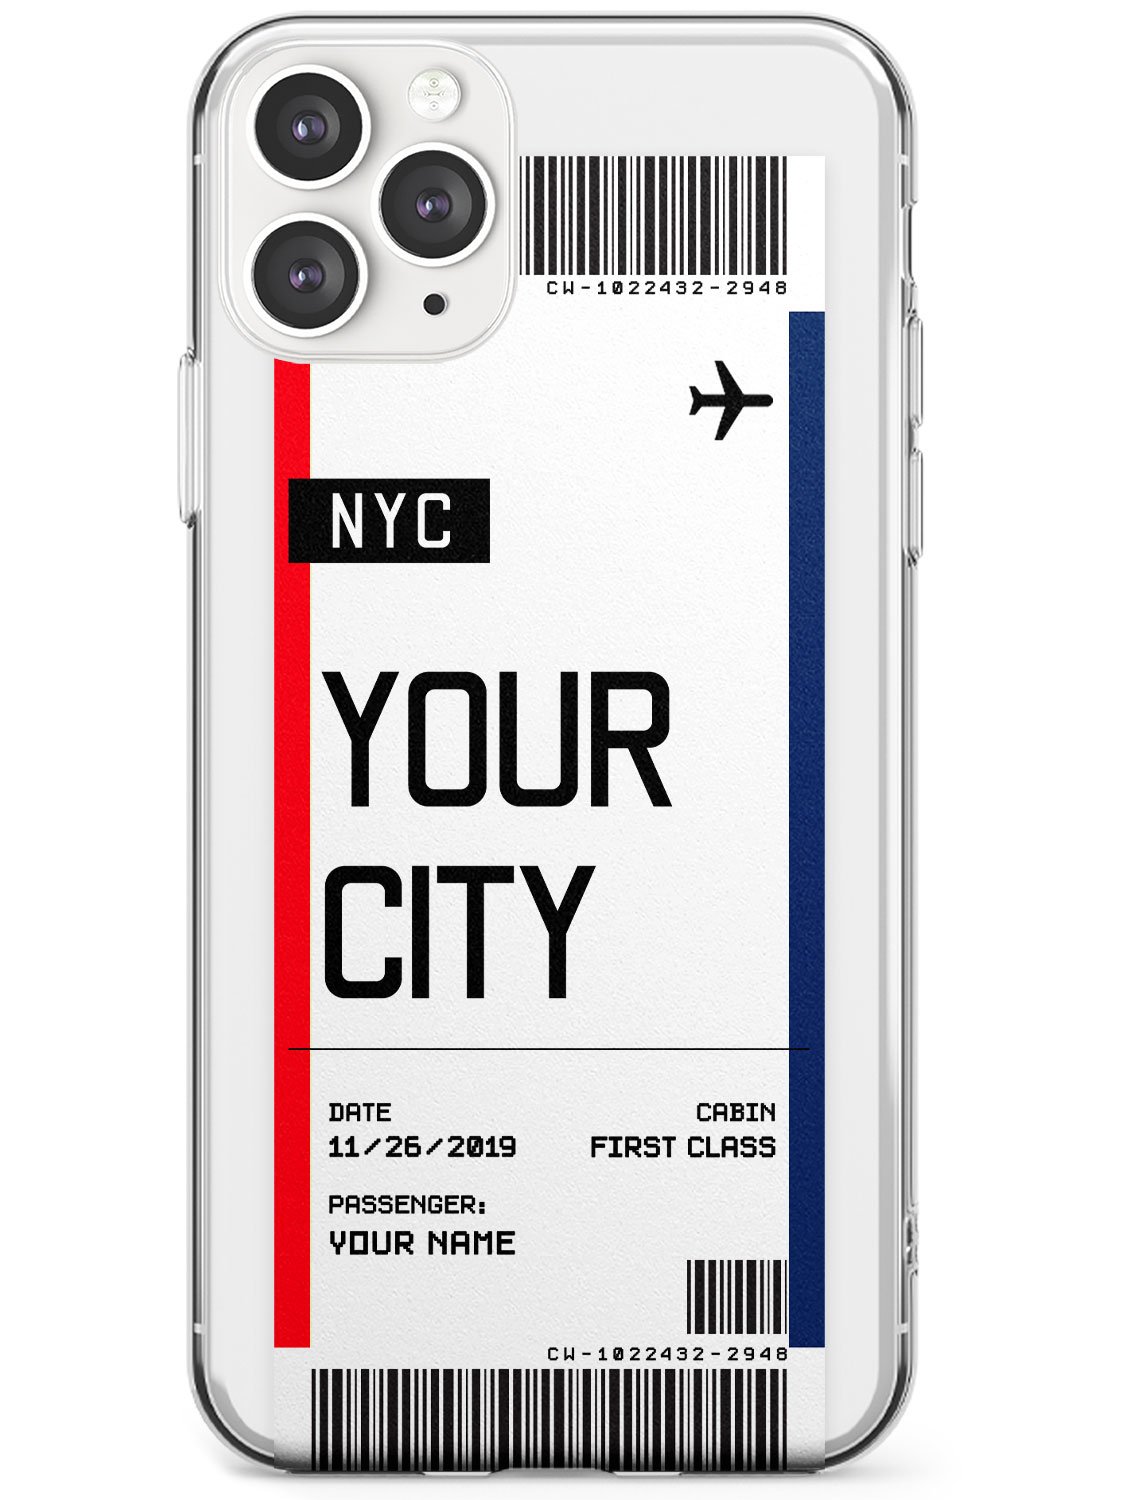 CW-1022432-2948
NYC
YOUR
CITY
DATE
CABIN
11/26/2019
FIRST CLASS
PASSENGER:
YOUR NAME
CW-1022432-2948